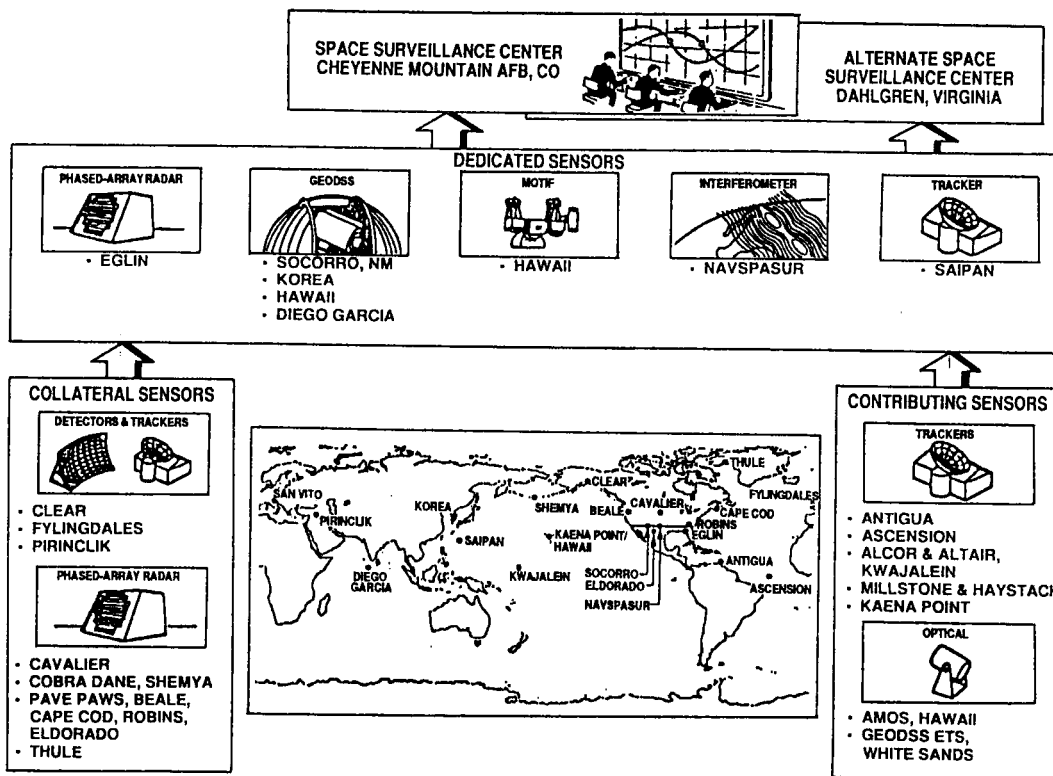 SPACE SURVEILLANCE CENTER
CHEYENNE MOUNTAIN AFB, CO
ALTERNATE SPACE
SURVEILLANCE CENTER
DAHLGREN, VIRGINIA
DEDICATED SENSORS
PHASED-ARRAY RADAR
• EGLIN
GEODSS
• SOCORRO, NM
• KOREA
• HAWAII
• DIEGO GARCIA
MOTIF
• HAWAII
INTERFEROMETER
• NAVSPASUR
TRACKER
• SAIPAN
COLLATERAL SENSORS
DETECTORS & TRACKERS
• CLEAR
• FYLINGDALES
• PIRINCLIK
PHASED-ARRAY RADAR
• CAVALIER
• COBRA DANE, SHEMYA
• PAVE PAWS, BEALE,
CAPE COD, ROBINS,
ELDORADO
• THULE
SAN VITO
PIRINCLIK
KOREA
SAIPAN
DIEGO
GARCIA
CLEAR
SHEMYA
KAENA POINT/
HAWAII
KWAJALEIN
THULE
FYLINGDALES
BEALE
CAVALIER
CAPE COD
ROBINS
EGLIN
SOCORRO
ELDORADO
NAVSPASUR
ANTIGUA
ASCENSION
CONTRIBUTING SENSORS
TRACKERS
• ANTIGUA
• ASCENSION
• ALCOR & ALTAIR,
KWAJALEIN
• MILLSTONE & HAYSTACK
• KAENA POINT
OPTICAL
• AMOS, HAWAII
• GEODSS ETS,
WHITE SANDS